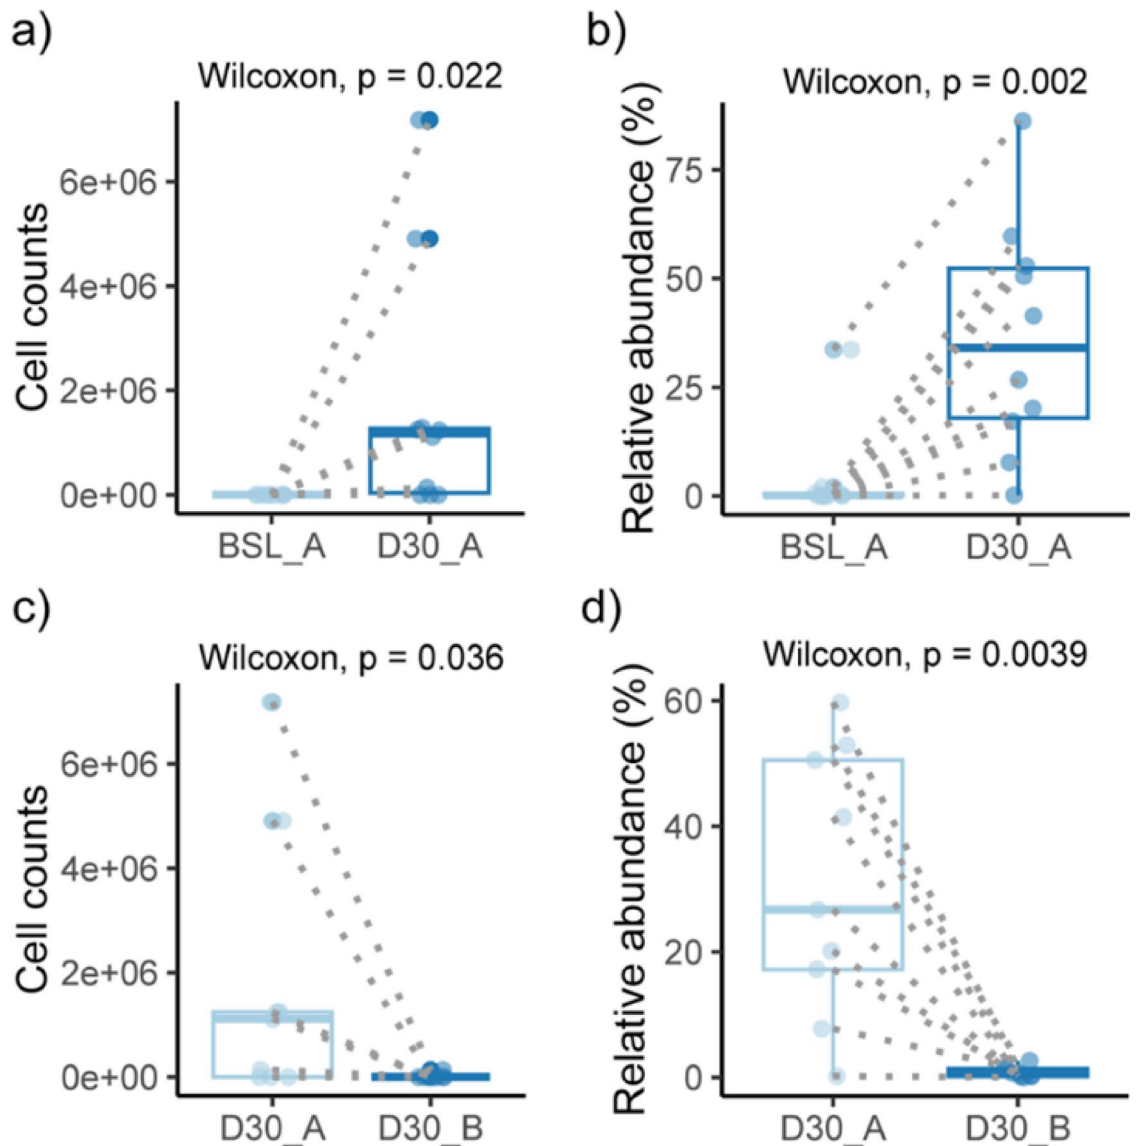 a)
Wilcoxon, p = 0.022
Cell counts
6e+06
4e+06
2e+06
0e+00
BSL_A D30_A
b)
Wilcoxon, p = 0.002
Relative abundance (%)
75
50
25
0
BSL_A D30_A
c)
Wilcoxon, p = 0.036
Cell counts
6e+06
4e+06
2e+06
0e+00
D30_A D30_B
d)
Wilcoxon, p = 0.0039
Relative abundance (%)
60
40
20
0
D30_A D30_B